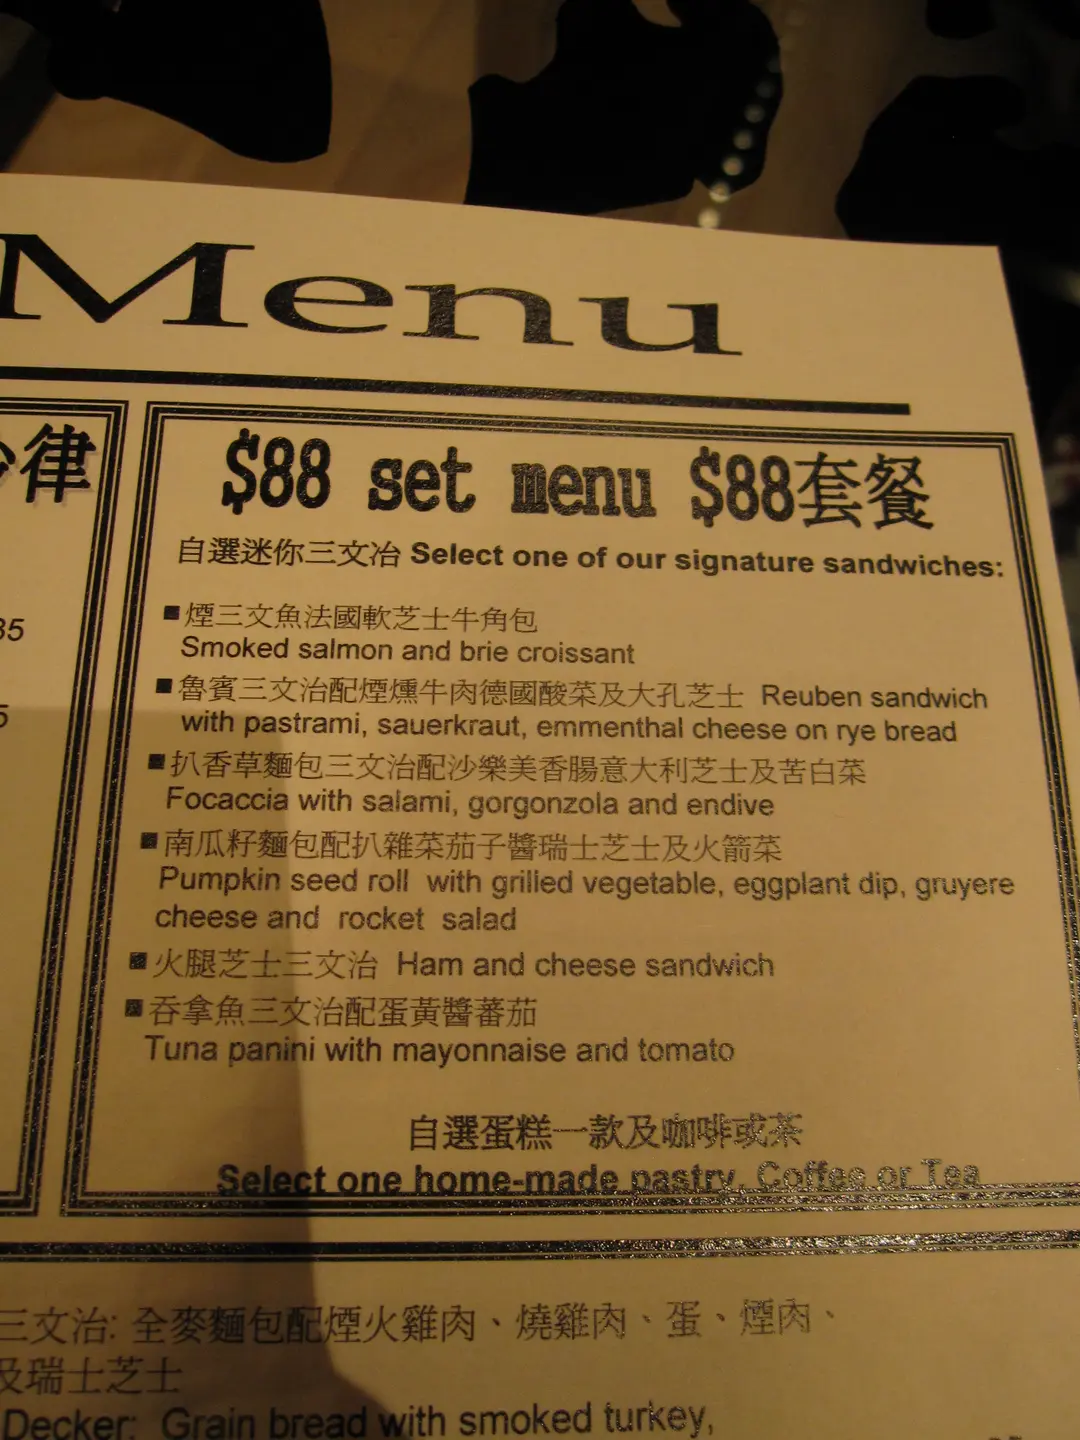 Menu
律
$88 set menu $88套餐
自選迷你三文冶 Select one of our signature sandwiches:
35
■煙三文魚法國軟芝士牛角包
Smoked salmon and brie croissant
■魯賓三文治配煙燻牛肉德國酸菜及大孔芝士 Reuben sandwich
5
with pastrami, sauerkraut, emmenthal cheese on rye bread
■扒香草麵包三文治配沙樂美香腸意大利芝士及苦白菜
Focaccia with salami, gorgonzola and endive
■南瓜籽麵包配扒雜菜茄子醬瑞士芝士及火箭菜
Pumpkin seed roll with grilled vegetable, eggplant dip, gruyere
cheese and rocket salad
■火腿芝士三文治 Ham and cheese sandwich
■吞拿魚三文治配蛋黃醬蕃茄
Tuna panini with mayonnaise and tomato
自選蛋糕一款及咖啡或茶
Select one home-made pastry, Coffee or Tea
三文治: 全麥麵包配煙火雞肉、燒雞肉、蛋、煙肉、
及瑞士芝士
Decker: Grain bread with smoked turkey,